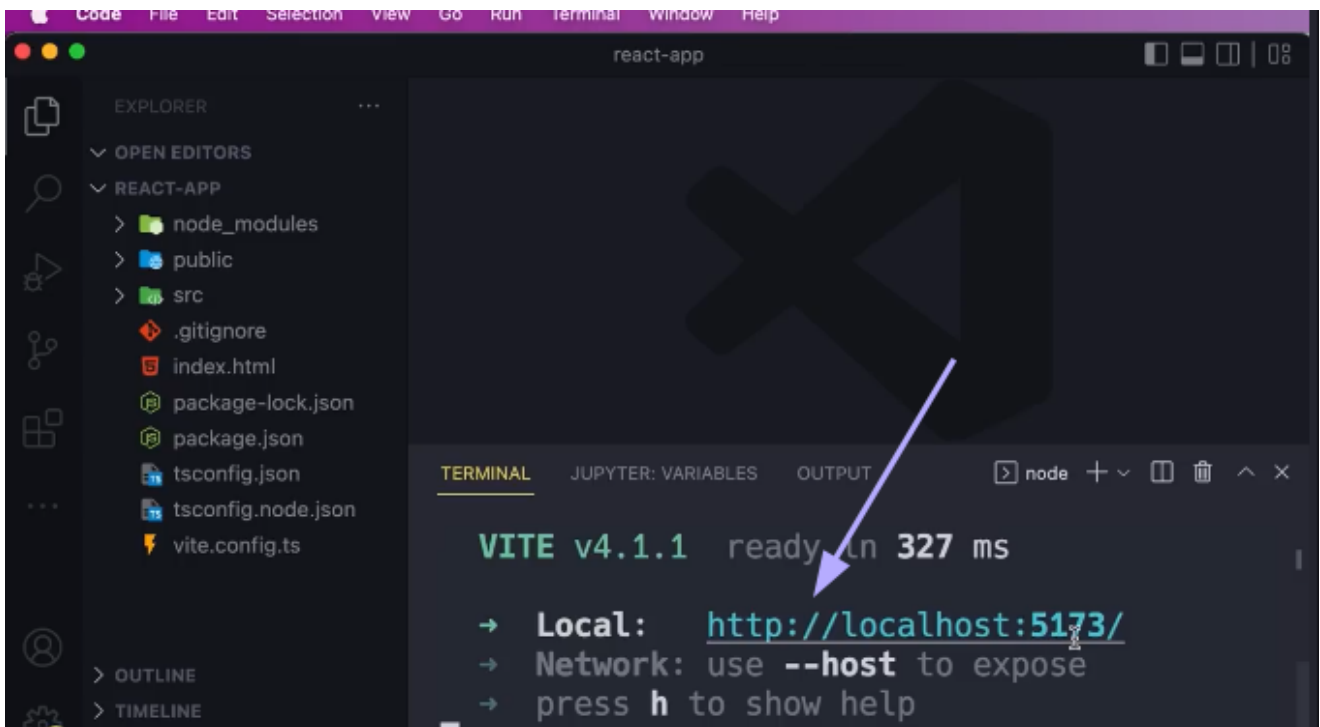 Code File Edit Selection View Go Run Terminal Window Help
react-app
EXPLORER
OPEN EDITORS
REACT-APP
node_modules
public
src
.gitignore
index.html
package-lock.json
package.json
tsconfig.json
tsconfig.node.json
vite.config.ts
OUTLINE
TIMELINE
TERMINAL JUPYTER: VARIABLES OUTPUT node
VITE v4.1.1 ready in 327 ms
➜ Local: http://localhost:5173/
➜ Network: use --host to expose
➜ press h to show help